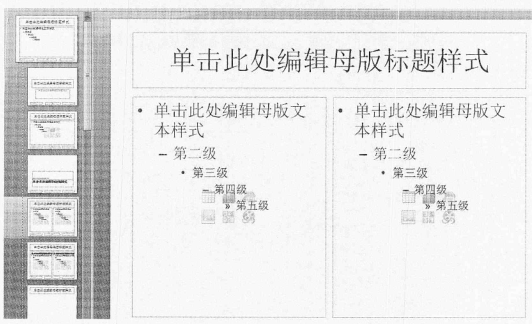 单击此处编辑母版标题样式
• 单击此处编辑母版文
本样式
– 第二级
• 第三级
– 第四级
» 第五级
• 单击此处编辑母版文
本样式
– 第二级
• 第三级
– 第四级
» 第五级